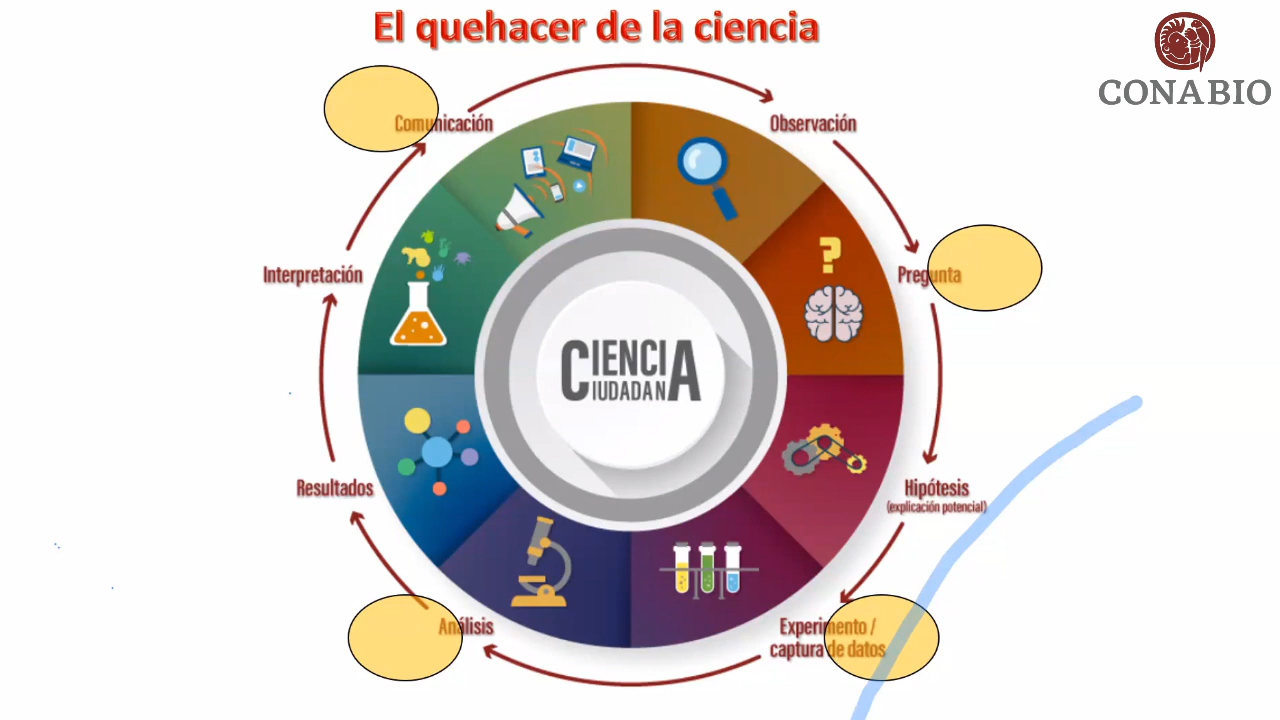 El quehacer de la ciencia
CONABIO
Comunicación
Observación
Interpretación
Pregunta
?
CIENCIA
CIUDADANA
Resultados
Hipótesis
(explicación potencial)
Análisis
Experimento /
captura de datos